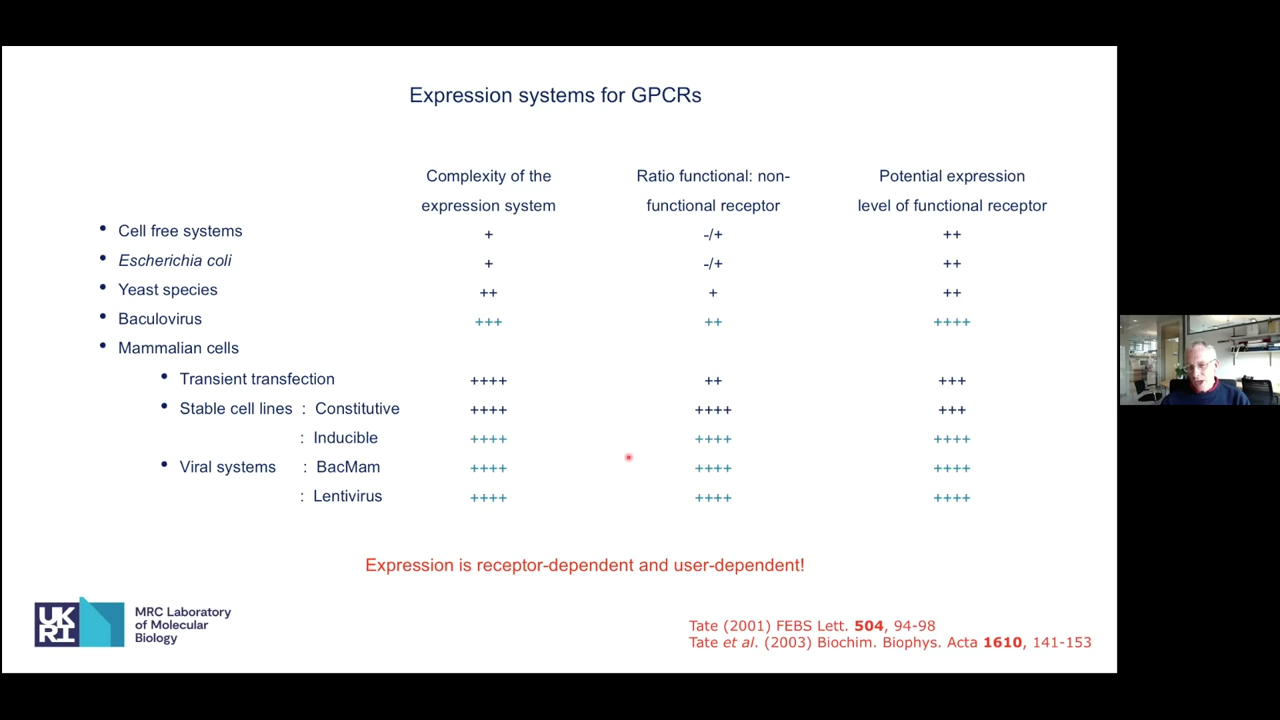 Expression systems for GPCRs
Complexity of the Ratio functional: non- Potential expression
expression system functional receptor level of functional receptor
• Cell free systems + -/+ ++
• Escherichia coli + -/+ ++
• Yeast species ++ + ++
• Baculovirus +++ ++ ++++
• Mammalian cells
• Transient transfection ++++ ++ +++
• Stable cell lines : Constitutive ++++ ++++ +++
: Inducible ++++ ++++ ++++
• Viral systems : BacMam ++++ ++++ ++++
: Lentivirus ++++ ++++ ++++
Expression is receptor-dependent and user-dependent!
UK
RI
MRC Laboratory
of Molecular
Biology
Tate (2001) FEBS Lett. 504, 94-98
Tate et al. (2003) Biochim. Biophys. Acta 1610, 141-153